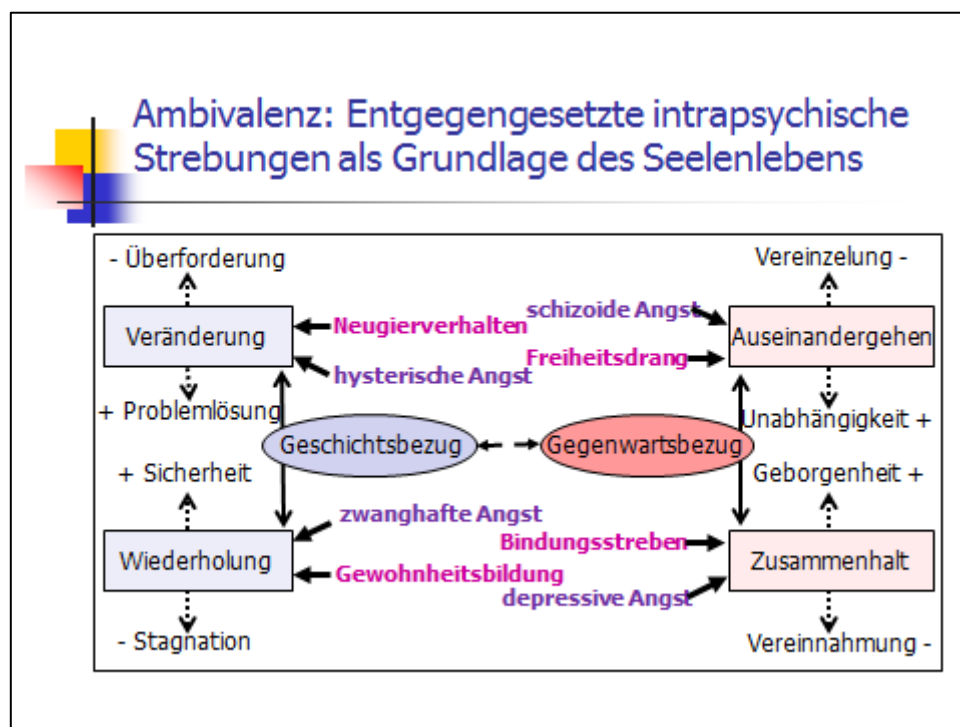 Ambivalenz: Entgegengesetzte intrapsychische
Strebungen als Grundlage des Seelenlebens
- Überforderung
Vereinzelung -
schizoide Angst
Veränderung
Neugierverhalten
Auseinandergehen
Freiheitsdrang
hysterische Angst
+ Problemlösung
Unabhängigkeit +
Geschichtsbezug
Gegenwartsbezug
+ Sicherheit
Geborgenheit +
zwanghafte Angst
Bindungsstreben
Wiederholung
Zusammenhalt
Gewohnheitsbildung
depressive Angst
- Stagnation
Vereinnahmung -